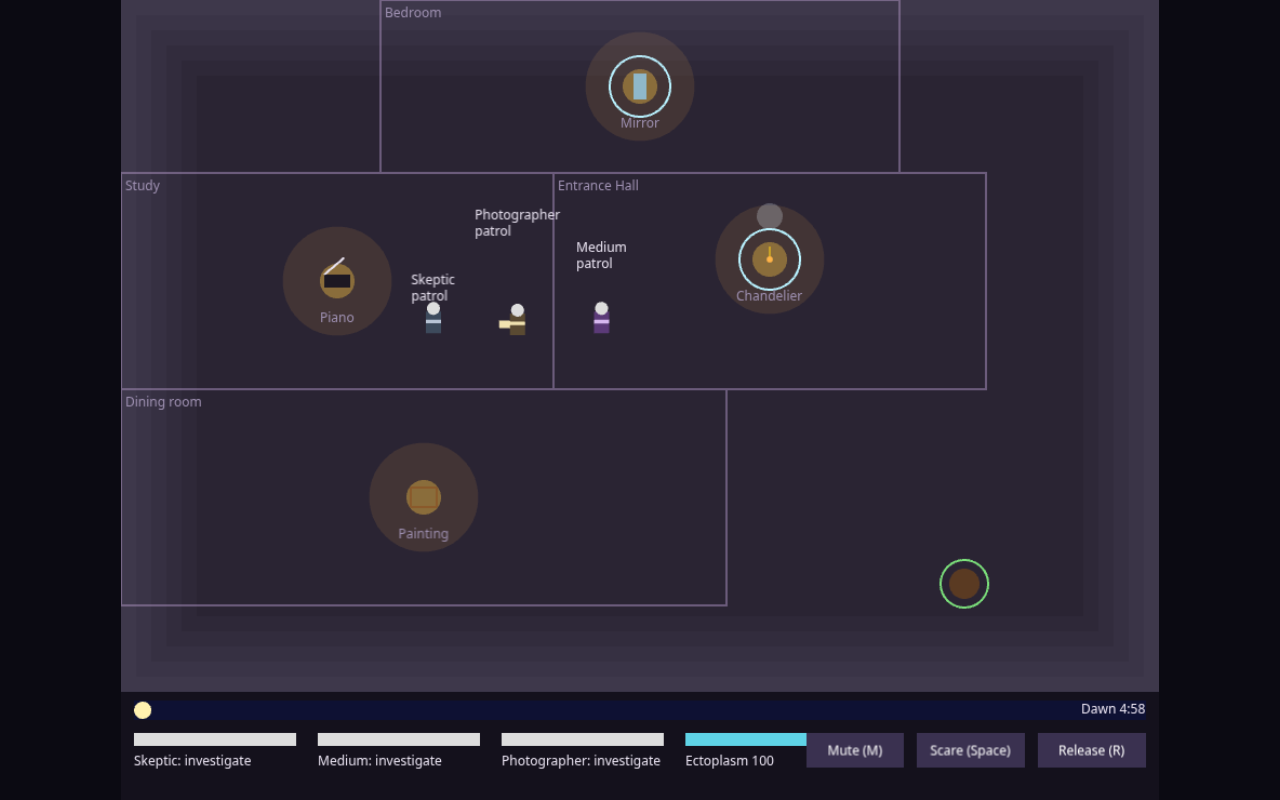 Bedroom
Mirror
Study
Entrance Hall
Photographer
patrol
Medium
patrol
Skeptic
patrol
Chandelier
Piano
Dining room
Painting
Dawn 4:58
Skeptic: investigate
Medium: investigate
Photographer: investigate
Ectoplasm 100
Mute (M)
Scare (Space)
Release (R)